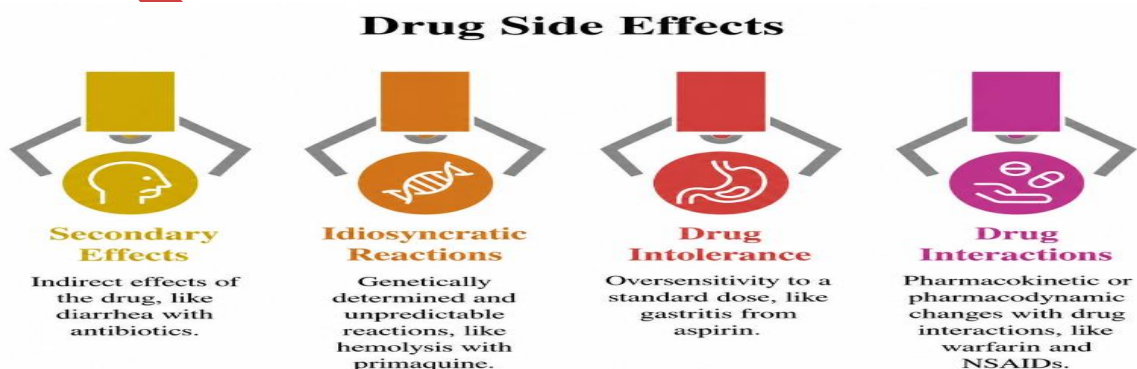 Drug Side Effects
Secondary
Effects
Indirect effects of
the drug, like
diarrhea with
antibiotics.
Idiosyncratic
Reactions
Genetically
determined and
unpredictable
reactions, like
hemolysis with
primaquine.
Drug
Intolerance
Oversensitivity to a
standard dose, like
gastritis from
aspirin.
Drug
Interactions
Pharmacokinetic or
pharmacodynamic
changes with drug
interactions, like
warfarin and
NSAIDs.